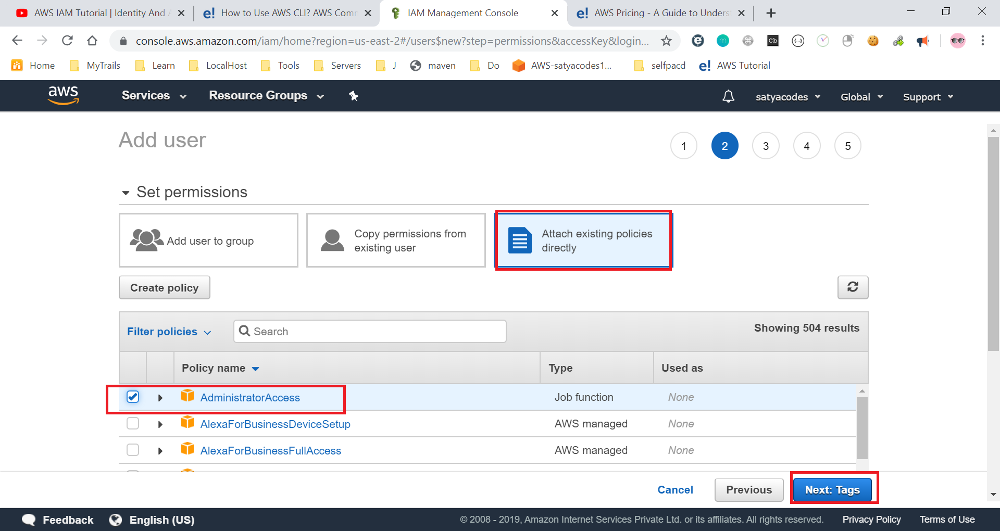 AWS IAM Tutorial | Identity And A
How to Use AWS CLI? AWS Comm
IAM Management Console
AWS Pricing - A Guide to Underst
console.aws.amazon.com/iam/home?region=us-east-2#/users$new?step=permissions&accessKey&login...
Home MyTrails Learn LocalHost Tools Servers J maven Do AWS-satyacodes1... selfpacd e! AWS Tutorial
aws Services Resource Groups satyacodes Global Support
Add user
1 2 3 4 5
Set permissions
Add user to group
Copy permissions from
existing user
Attach existing policies
directly
Create policy
Filter policies Search Showing 504 results
Policy name Type Used as
AdministratorAccess Job function None
AlexaForBusinessDeviceSetup AWS managed None
AlexaForBusinessFullAccess AWS managed None
Cancel Previous Next: Tags
Feedback English (US) © 2008 - 2019, Amazon Internet Services Private Ltd. or its affiliates. All rights reserved. Privacy Policy Terms of Use